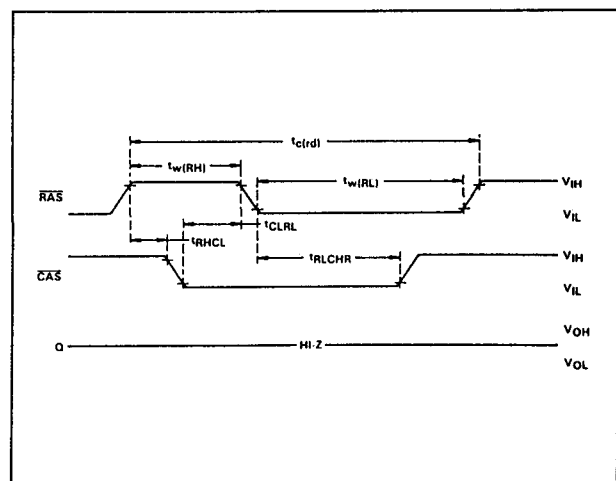 tc(rd)
tw(RH)
tw(RL)
RAS
VIH
VIL
tCLRL
tRHCL
tRLCHR
VIH
CAS
VIL
VOH
Q
HI-Z
VOL